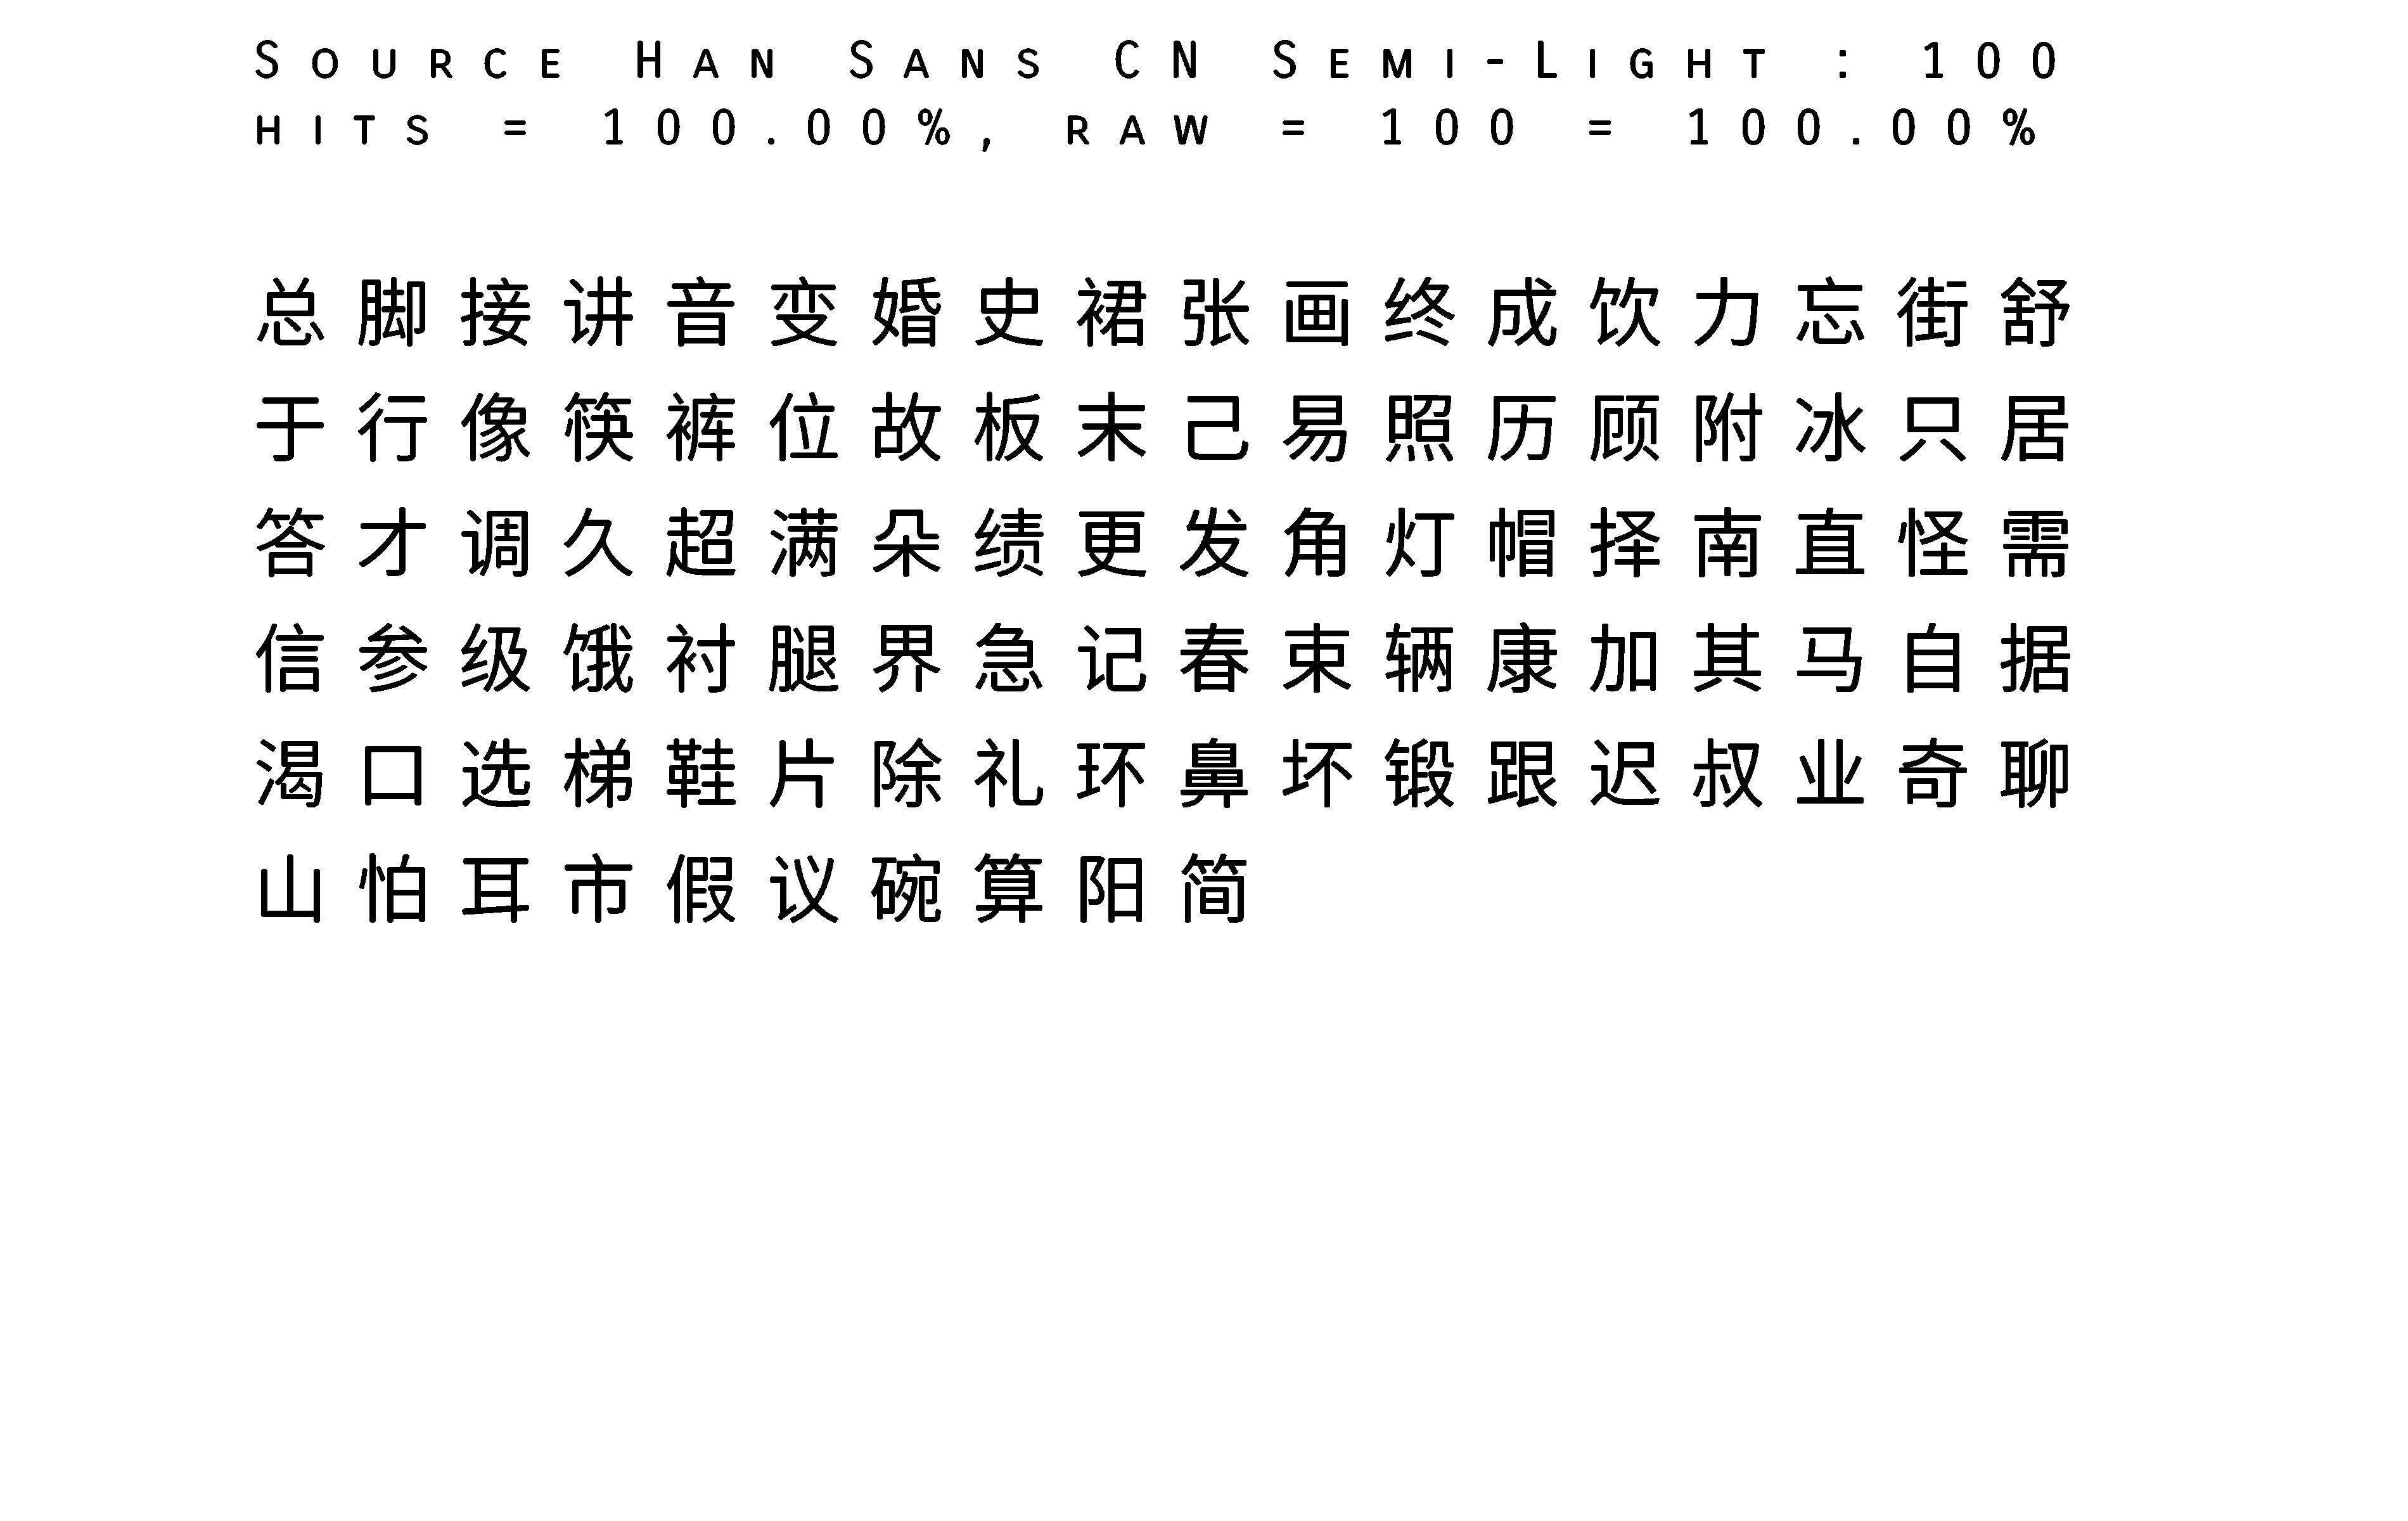 Source Han Sans CN Semi-Light : 100
hits = 100.00%, raw = 100 = 100.00%
总脚接讲音变婚史裙张画终成饮力忘街舒
于行像筷裤位故板末己易照历顾附冰只居
答才调久超满朵绩更发角灯帽择南直怪需
信参级饿衬腿界急记春束辆康加其马自据
渴口选梯鞋片除礼环鼻坏锻跟迟叔业奇聊
山怕耳市假议碗算阳简